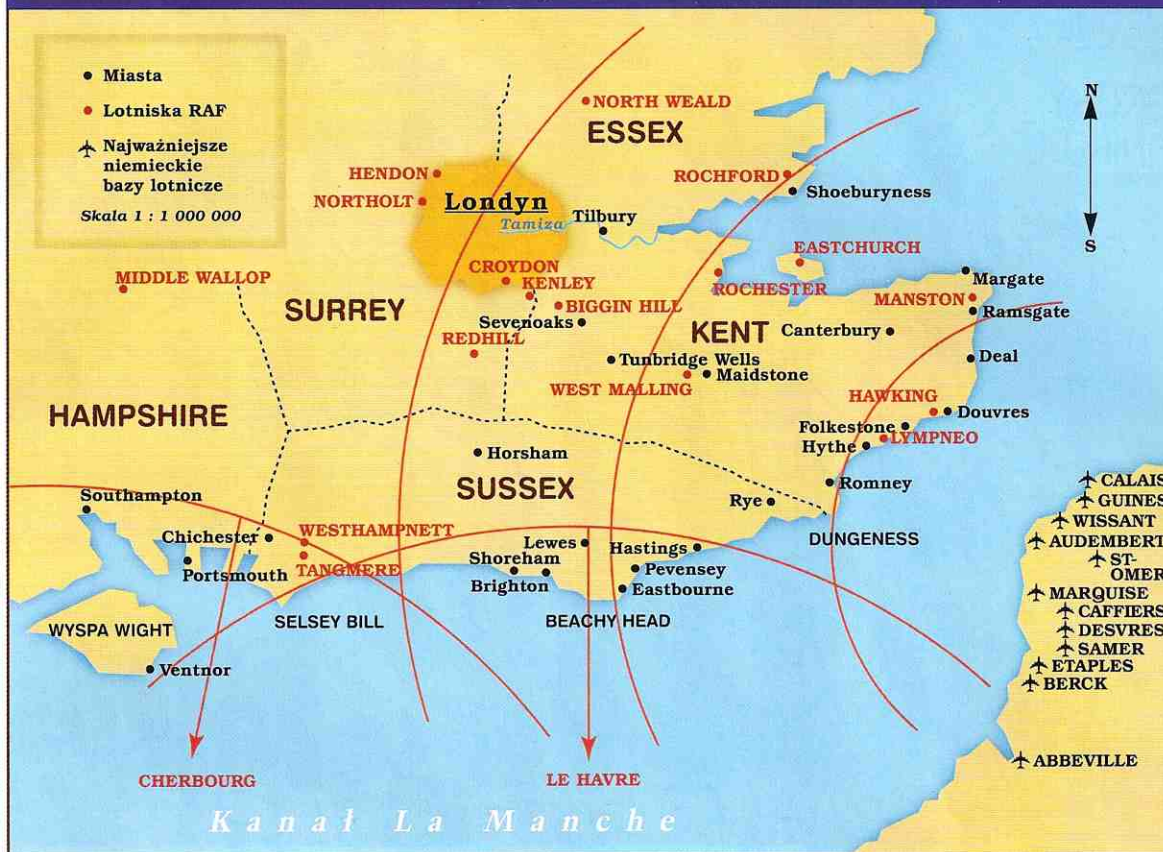 Miasta
Lotniska RAF
Najważniejsze
niemieckie
bazy lotnicze
Skala 1 : 1 000 000
N
S
NORTH WEALD
ESSEX
HENDON
NORTHOLT
Londyn
Tamiza
Tilbury
ROCHFORD
Shoeburyness
EASTCHURCH
ROCHESTER
Margate
MANSTON
Ramsgate
MIDDLE WALLOP
SURREY
CROYDON
KENLEY
BIGGIN HILL
Sevenoaks
REDHILL
KENT
Canterbury
Deal
Tunbridge Wells
Maidstone
WEST MALLING
HAWKING
Douvres
Folkestone
LYMPNEO
Hythe
HAMPSHIRE
Horsham
SUSSEX
Romney
Rye
DUNGENESS
Southampton
Chichester
WESTHAMPNETT
TANGMERE
Portsmouth
Lewes
Shoreham
Brighton
Hastings
Pevensey
Eastbourne
WYSPA WIGHT
SELSEY BILL
BEACHY HEAD
Ventnor
CALAIS
GUINES
WISSANT
AUDEMBERT
ST-
OMER
MARQUISE
CAFFIERS
DESVRES
SAMER
ETAPLES
BERCK
ABBEVILLE
CHERBOURG
LE HAVRE
Kanał La Manche